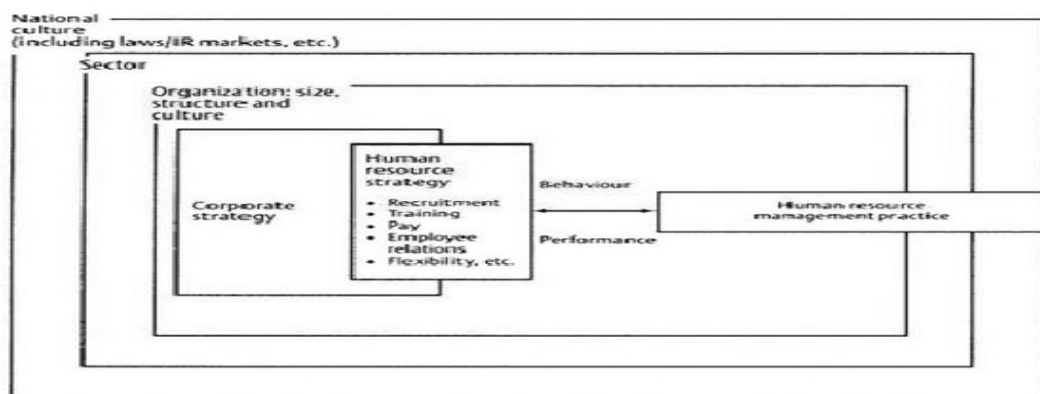 National
culture
(including laws/IR markets, etc.)
Sector
Organization: size,
structure and
culture
Corporate
strategy
Human
resource
strategy
• Recruitment
• Training
• Pay
• Employee
relations
• Flexibility, etc.
Behaviour
Performance
Human resource
management practice